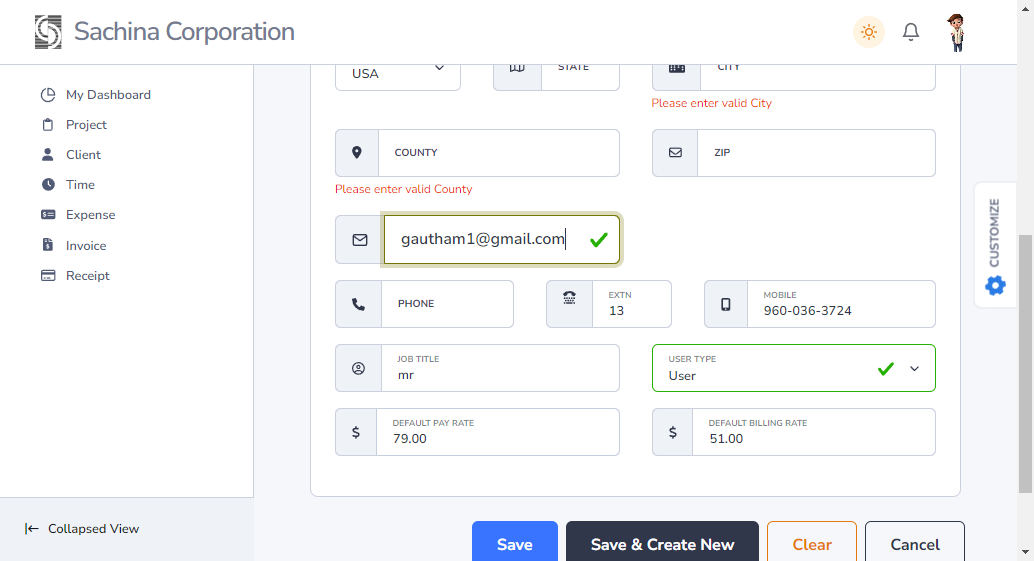 Sachina Corporation
My Dashboard
Project
Client
Time
Expense
Invoice
Receipt
Collapsed View
USA
STATE
CITY
Please enter valid City
COUNTY
ZIP
Please enter valid County
gautham1@gmail.com
PHONE
EXTN
13
MOBILE
960-036-3724
JOB TITLE
mr
USER TYPE
User
DEFAULT PAY RATE
79.00
DEFAULT BILLING RATE
51.00
Save
Save & Create New
Clear
Cancel
CUSTOMIZE